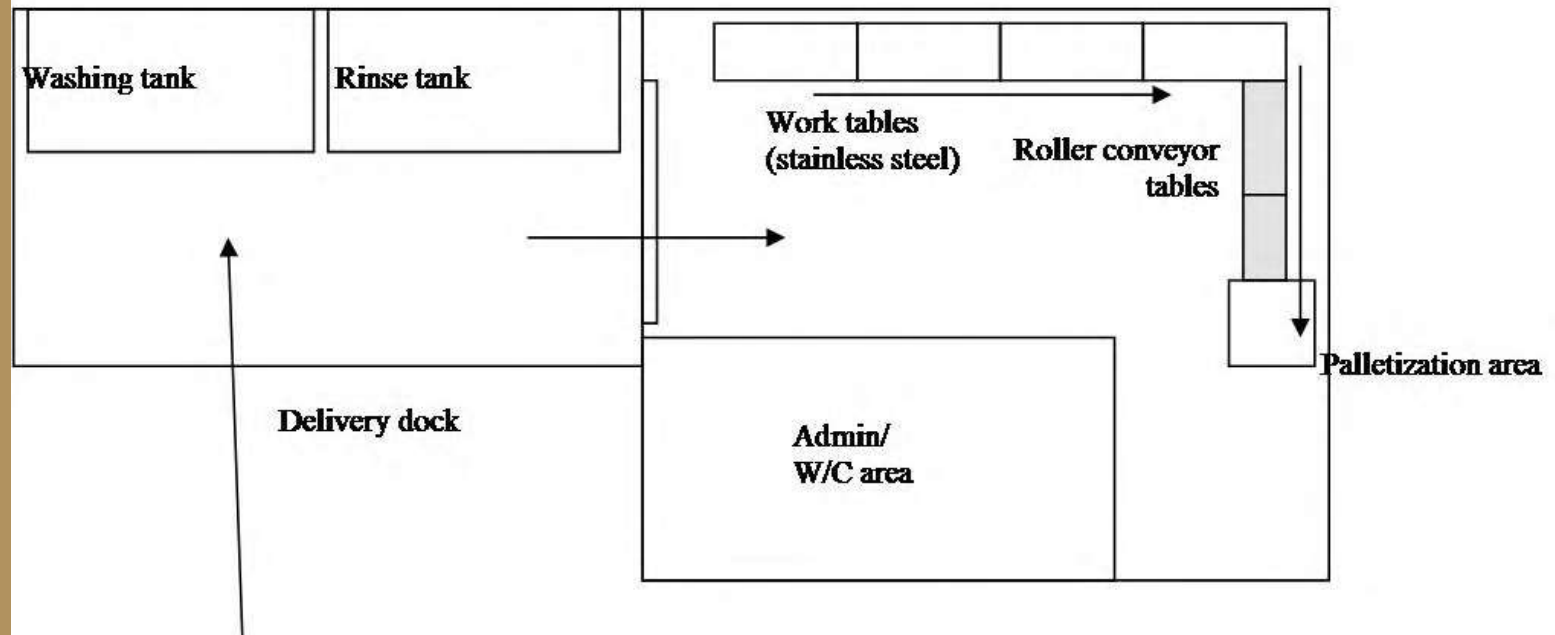 Washing tank
Rinse tank
Work tables
(stainless steel)
Roller conveyor
tables
Palletization area
Delivery dock
Admin/
W/C area